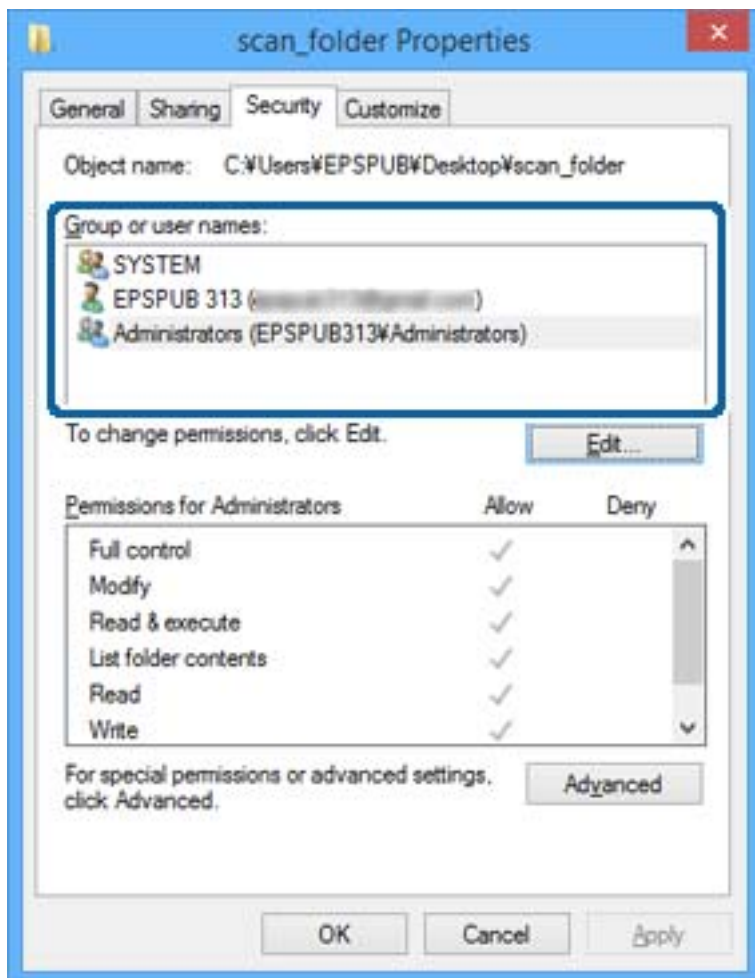 scan_folder Properties
General Sharing Security Customize
Object name: C:¥Users¥EPSPUB¥Desktop¥scan_folder
Group or user names:
SYSTEM
EPSPUB 313 ( )
Administrators (EPSPUB313¥Administrators)
To change permissions, click Edit.
Edit...
Permissions for Administrators Allow Deny
Full control
Modify
Read & execute
List folder contents
Read
Write
For special permissions or advanced settings,
click Advanced.
Advanced
OK Cancel Apply